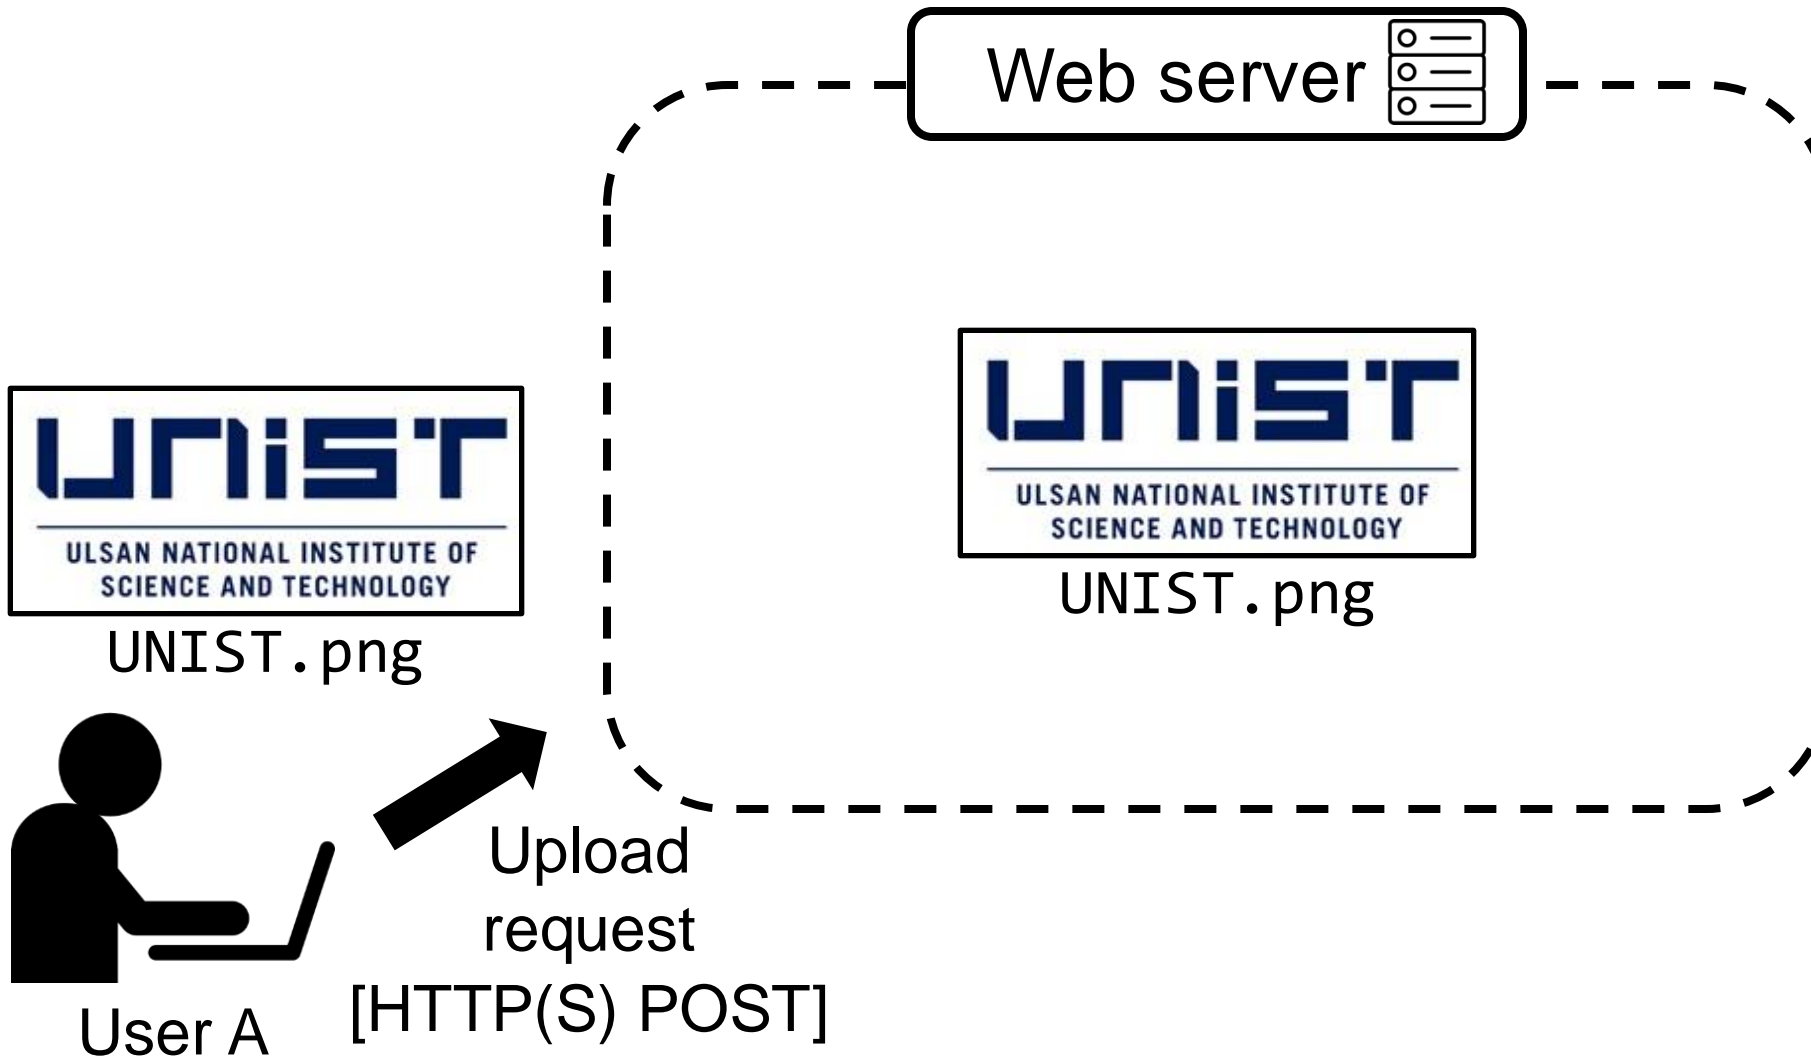 Web server
UNIST
ULSAN NATIONAL INSTITUTE OF
SCIENCE AND TECHNOLOGY
UNIST.png
UNIST
ULSAN NATIONAL INSTITUTE OF
SCIENCE AND TECHNOLOGY
UNIST.png
Upload
request
[HTTP(S) POST]
User A